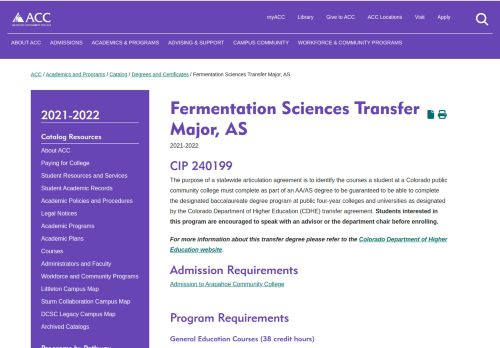 myACC Library Give to ACC ACC Locations Visit Apply
ACC
ABOUT ACC ADMISSIONS ACADEMICS & PROGRAMS ADVISING & SUPPORT CAMPUS COMMUNITY WORKFORCE & COMMUNITY PROGRAMS
ACC / Academics and Programs / Catalog / Degrees and Certificates / Fermentation Sciences Transfer Major, AS
2021-2022
Catalog Resources
About ACC
Paying for College
Student Resources and Services
Student Academic Records
Academic Policies and Procedures
Legal Notices
Academic Programs
Academic Plans
Courses
Administrators and Faculty
Workforce and Community Programs
Littleton Campus Map
Sturm Collaboration Campus Map
DCSC Legacy Campus Map
Archived Catalogs
Programs by Pathway
Fermentation Sciences Transfer
Major, AS
2021-2022
CIP 240199
The purpose of a statewide articulation agreement is to identify the courses a student at a Colorado public
community college must complete as part of an AA/AS degree to be guaranteed to be able to complete
the designated baccalaureate degree program at public four-year colleges and universities as designated
by the Colorado Department of Higher Education (CDHE) transfer agreement. Students interested in
this program are encouraged to speak with an advisor or the department chair before enrolling.
For more information about this transfer degree please refer to the Colorado Department of Higher
Education website.
Admission Requirements
Admission to Arapahoe Community College
Program Requirements
General Education Courses (38 credit hours)